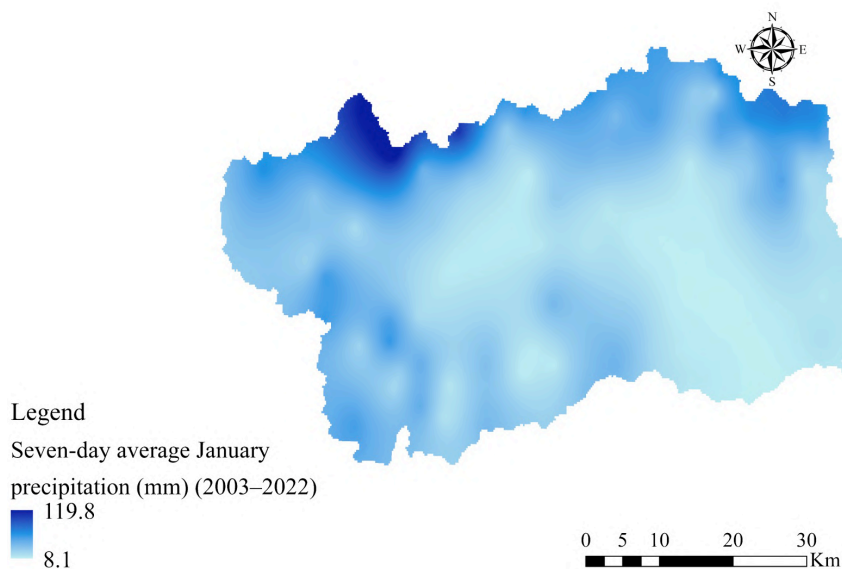 N
W E
S
Legend
Seven-day average January
precipitation (mm) (2003–2022)
119.8
8.1
0 5 10 20 30
Km